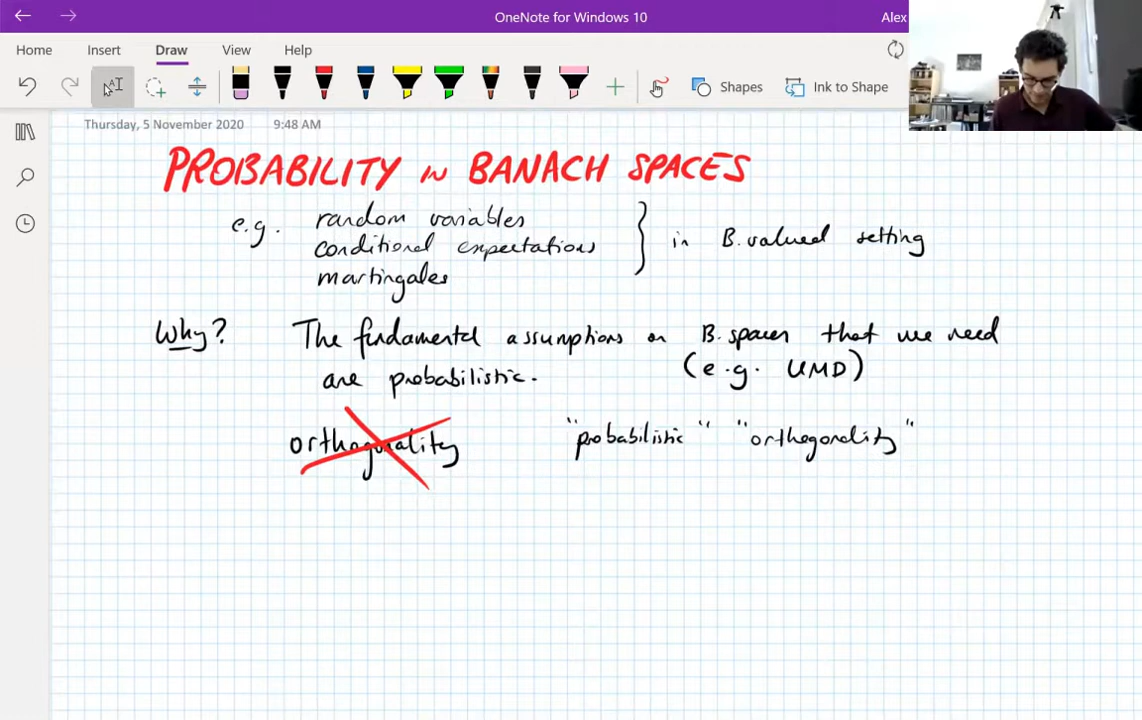 OneNote for Windows 10
Alex
Home Insert Draw View Help
Shapes Ink to Shape
Thursday, 5 November 2020 9:48 AM
PROBABILITY in BANACH SPACES
e.g. random variables
conditional expectations
martingales
} in B.valued setting
Why? The fundamental assumptions on B. spaces that we need
are probabilistic. (e.g. UMD)
orthogonality "probabilistic" "orthogonality"